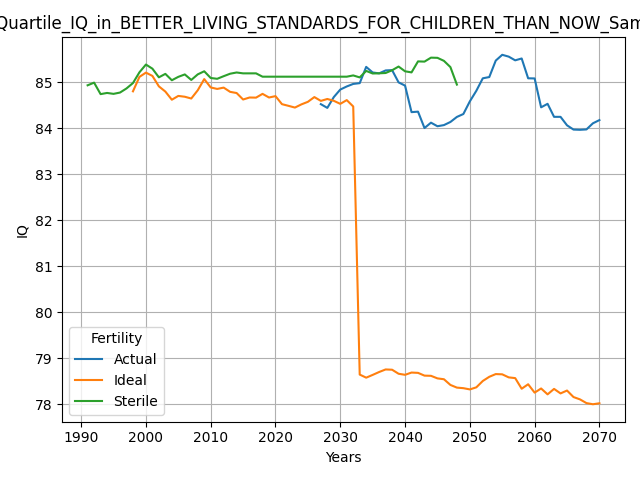 Quartile_IQ_in_BETTER_LIVING_STANDARDS_FOR_CHILDREN_THAN_NOW_Sam
85
84
83
82
81
80
79
78
IQ
Fertility
Actual
Ideal
Sterile
1990 2000 2010 2020 2030 2040 2050 2060 2070
Years